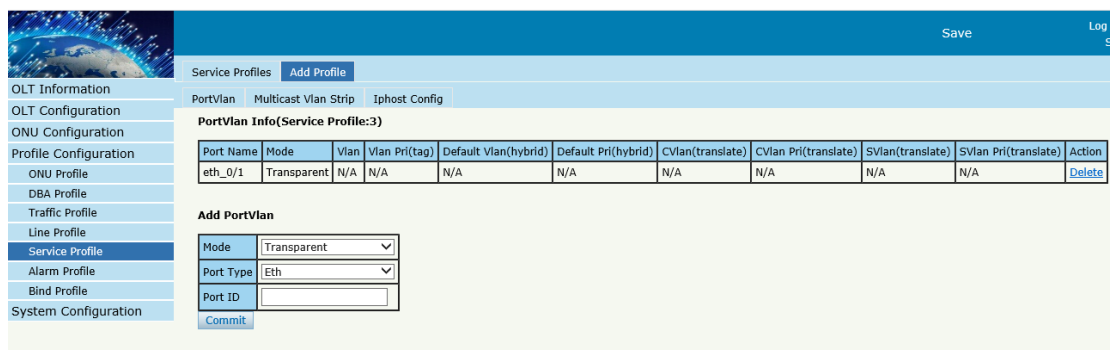 Save
Log
S
Service Profiles Add Profile
OLT Information
PortVlan Multicast Vlan Strip Iphost Config
OLT Configuration
PortVlan Info(Service Profile:3)
ONU Configuration
Port Name Mode Vlan Vlan Pri(tag) Default Vlan(hybrid) Default Pri(hybrid) CVlan(translate) CVlan Pri(translate) SVlan(translate) SVlan Pri(translate) Action
Profile Configuration
eth_0/1 Transparent N/A N/A N/A N/A N/A N/A N/A N/A Delete
ONU Profile
DBA Profile
Traffic Profile
Add PortVlan
Line Profile
Mode Transparent
Service Profile
Port Type Eth
Alarm Profile
Bind Profile
Port ID
System Configuration
Commit